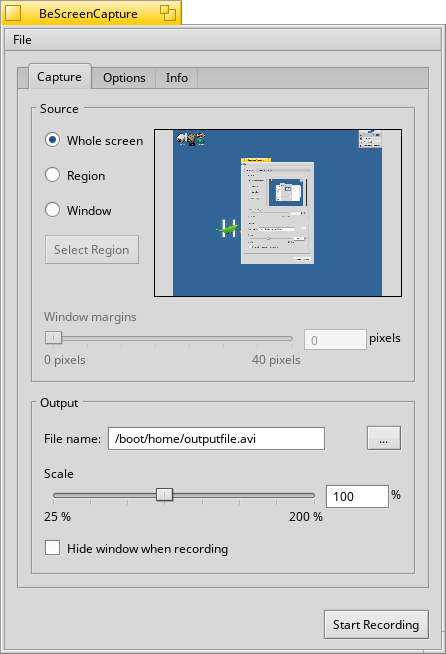 BeScreenCapture
File
Capture Options Info
Source
Whole screen
Region
Window
Select Region
Window margins
0 pixels
0 pixels 40 pixels
Output
File name: /boot/home/outputfile.avi ...
Scale
100 %
25 % 200 %
Hide window when recording
Start Recording